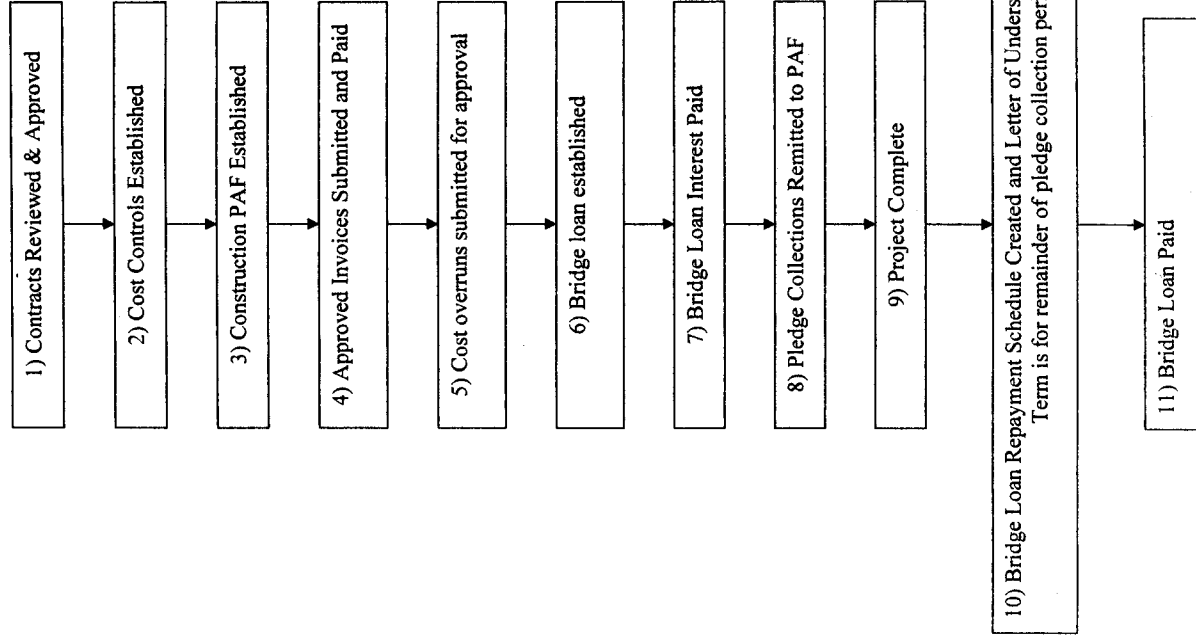 1) Contracts Reviewed & Approved
2) Cost Controls Established
3) Construction PAF Established
4) Approved Invoices Submitted and Paid
5) Cost overruns submitted for approval
6) Bridge loan established
7) Bridge Loan Interest Paid
8) Pledge Collections Remitted to PAF
9) Project Complete
10) Bridge Loan Repayment Schedule Created and Letter of
Term is for remainder of pledge collection
11) Bridge Loan Paid